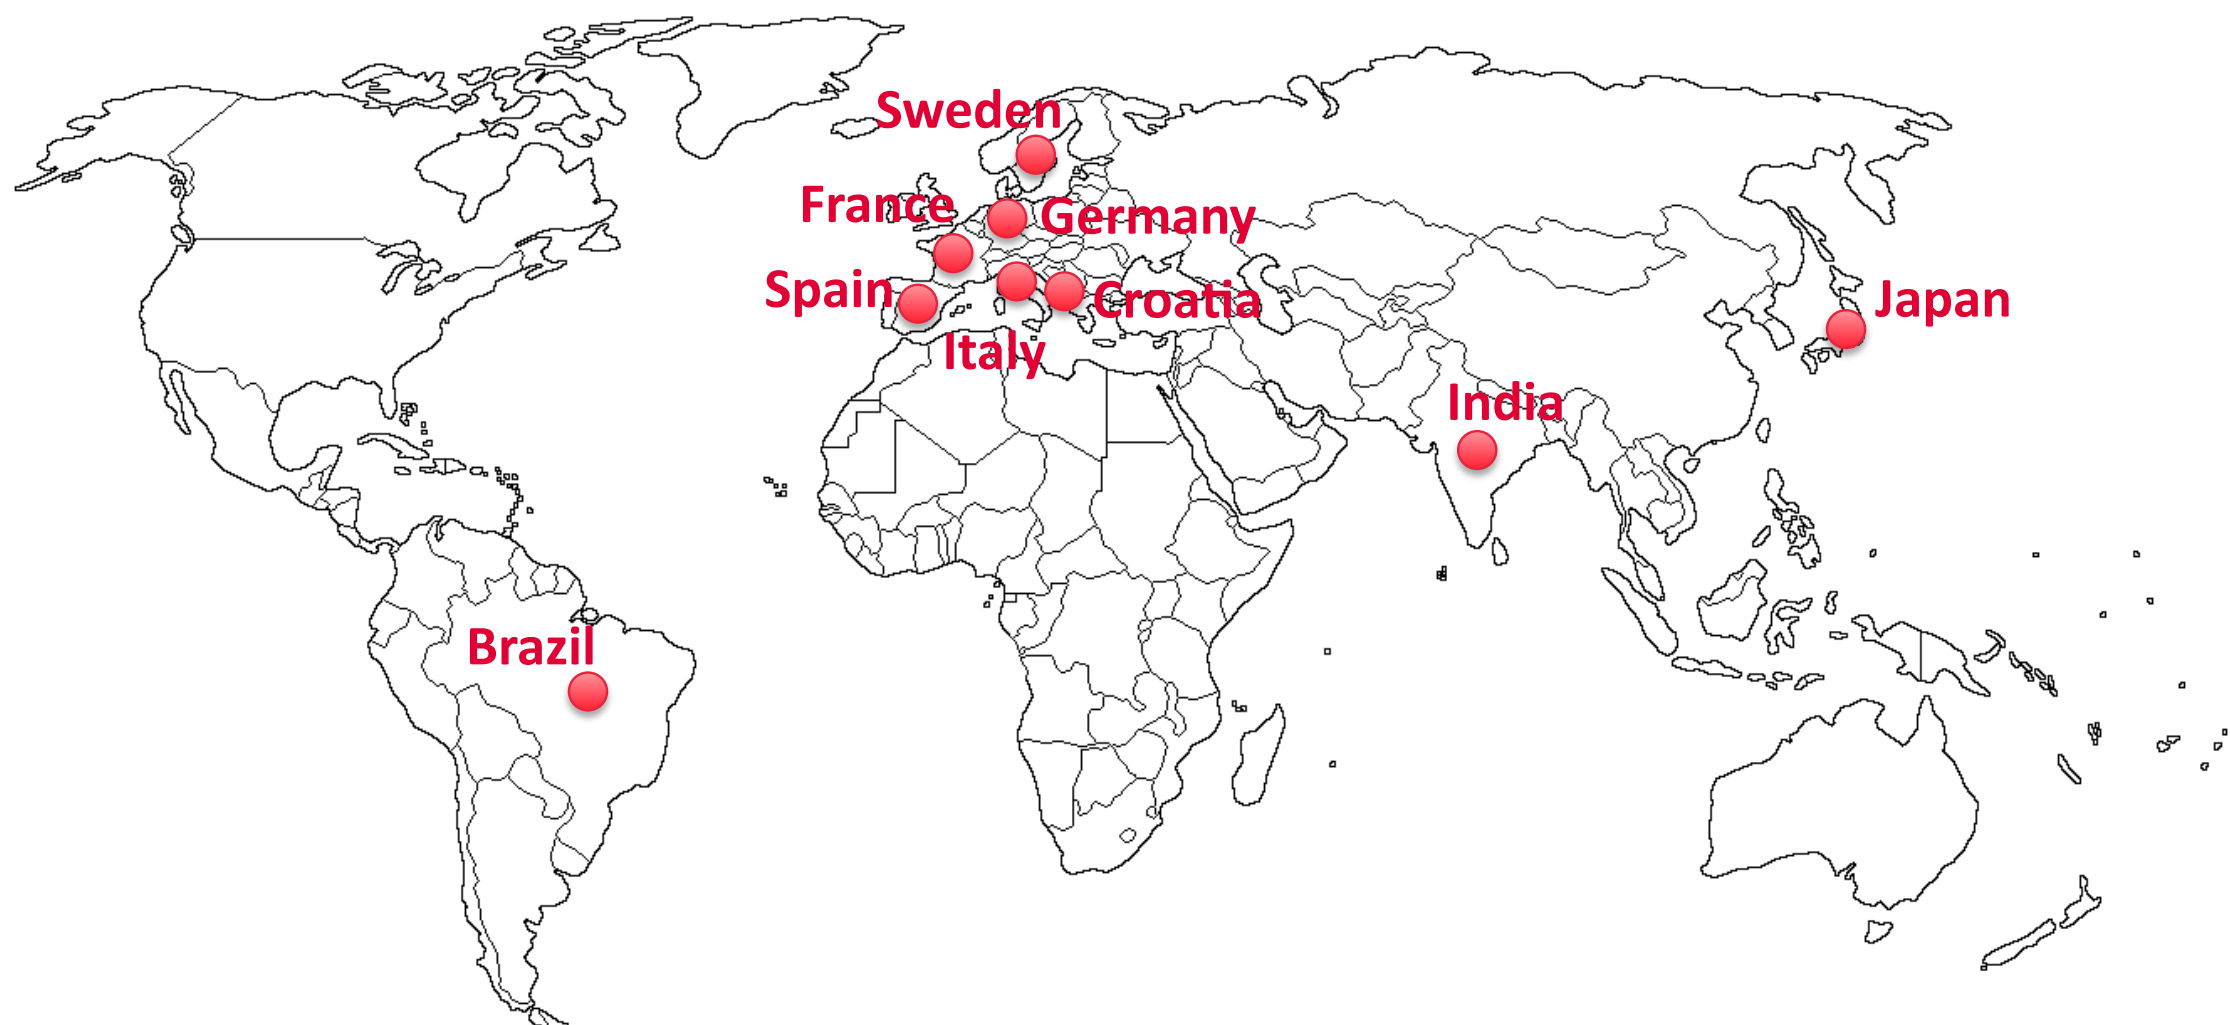 Sweden
France
Germany
Spain
Croatia
Japan
Italy
India
Brazil